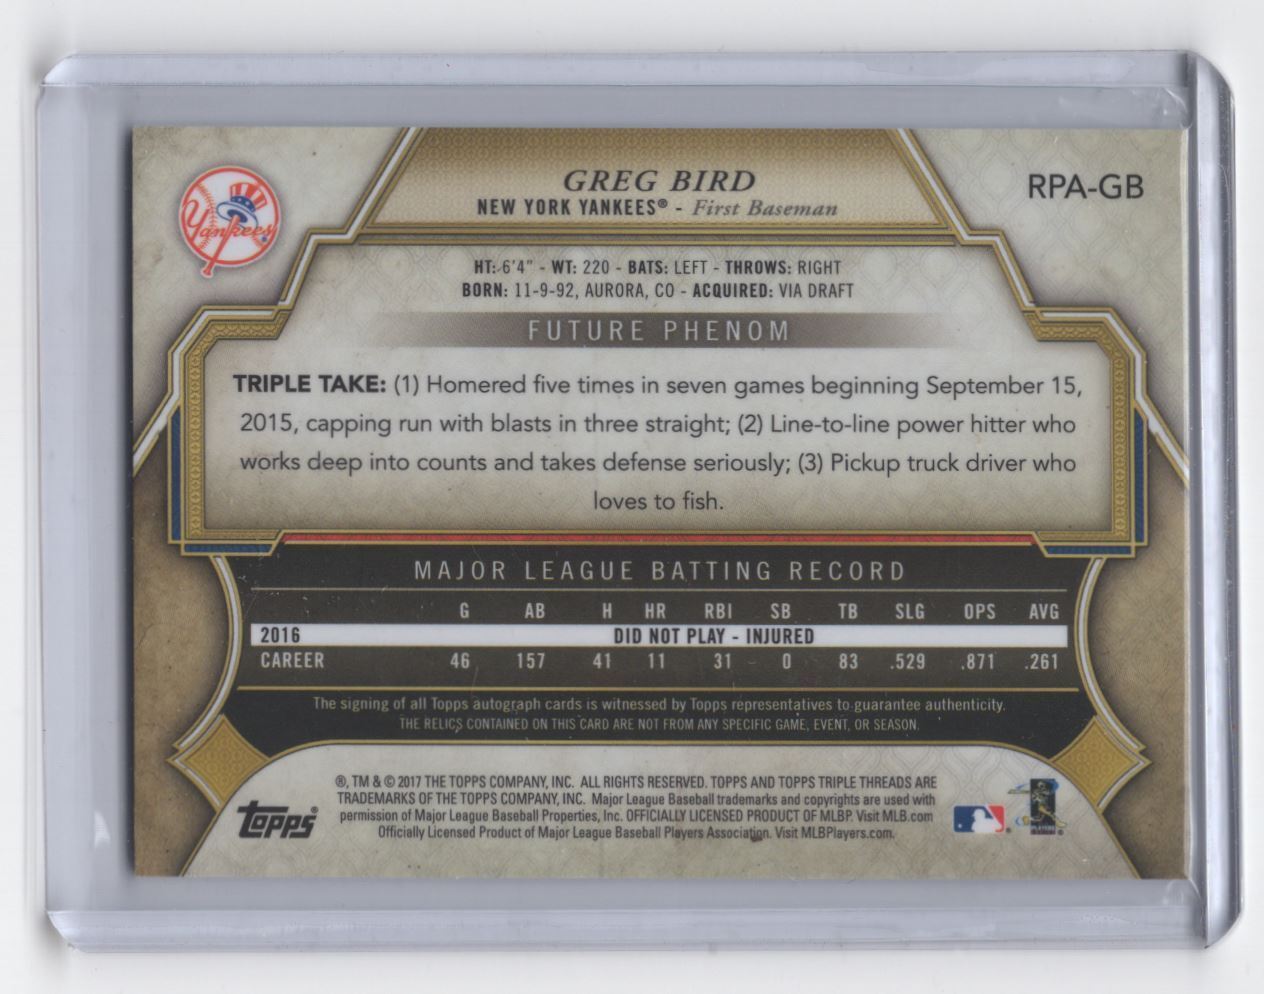 Yankees
GREG BIRD
RPA-GB
NEW YORK YANKEES® - First Baseman
HT: 6'4" - WT: 220 - BATS: LEFT - THROWS: RIGHT
BORN: 11-9-92, AURORA, CO - ACQUIRED: VIA DRAFT
FUTURE PHENOM
TRIPLE TAKE: (1) Homered five times in seven games beginning September 15,
2015, capping run with blasts in three straight; (2) Line-to-line power hitter who
works deep into counts and takes defense seriously; (3) Pickup truck driver who
loves to fish.
MAJOR LEAGUE BATTING RECORD
G AB H HR RBI SB TB SLG OPS AVG
2016 DID NOT PLAY - INJURED
CAREER 46 157 41 11 31 0 83 .529 .871 .261
The signing of all Topps autograph cards is witnessed by Topps representatives to guarantee authenticity.
THE RELICS CONTAINED ON THIS CARD ARE NOT FROM ANY SPECIFIC GAME, EVENT, OR SEASON.
®, TM & © 2017 THE TOPPS COMPANY, INC. ALL RIGHTS RESERVED. TOPPS AND TOPPS TRIPLE THREADS ARE
TRADEMARKS OF THE TOPPS COMPANY, INC. Major League Baseball trademarks and copyrights are used with
permission of Major League Baseball Properties, Inc. OFFICIALLY LICENSED PRODUCT OF MLBP. Visit MLB.com
Officially Licensed Product of Major League Baseball Players Association. Visit MLBPlayers.com.
Topps®
PLAYERS